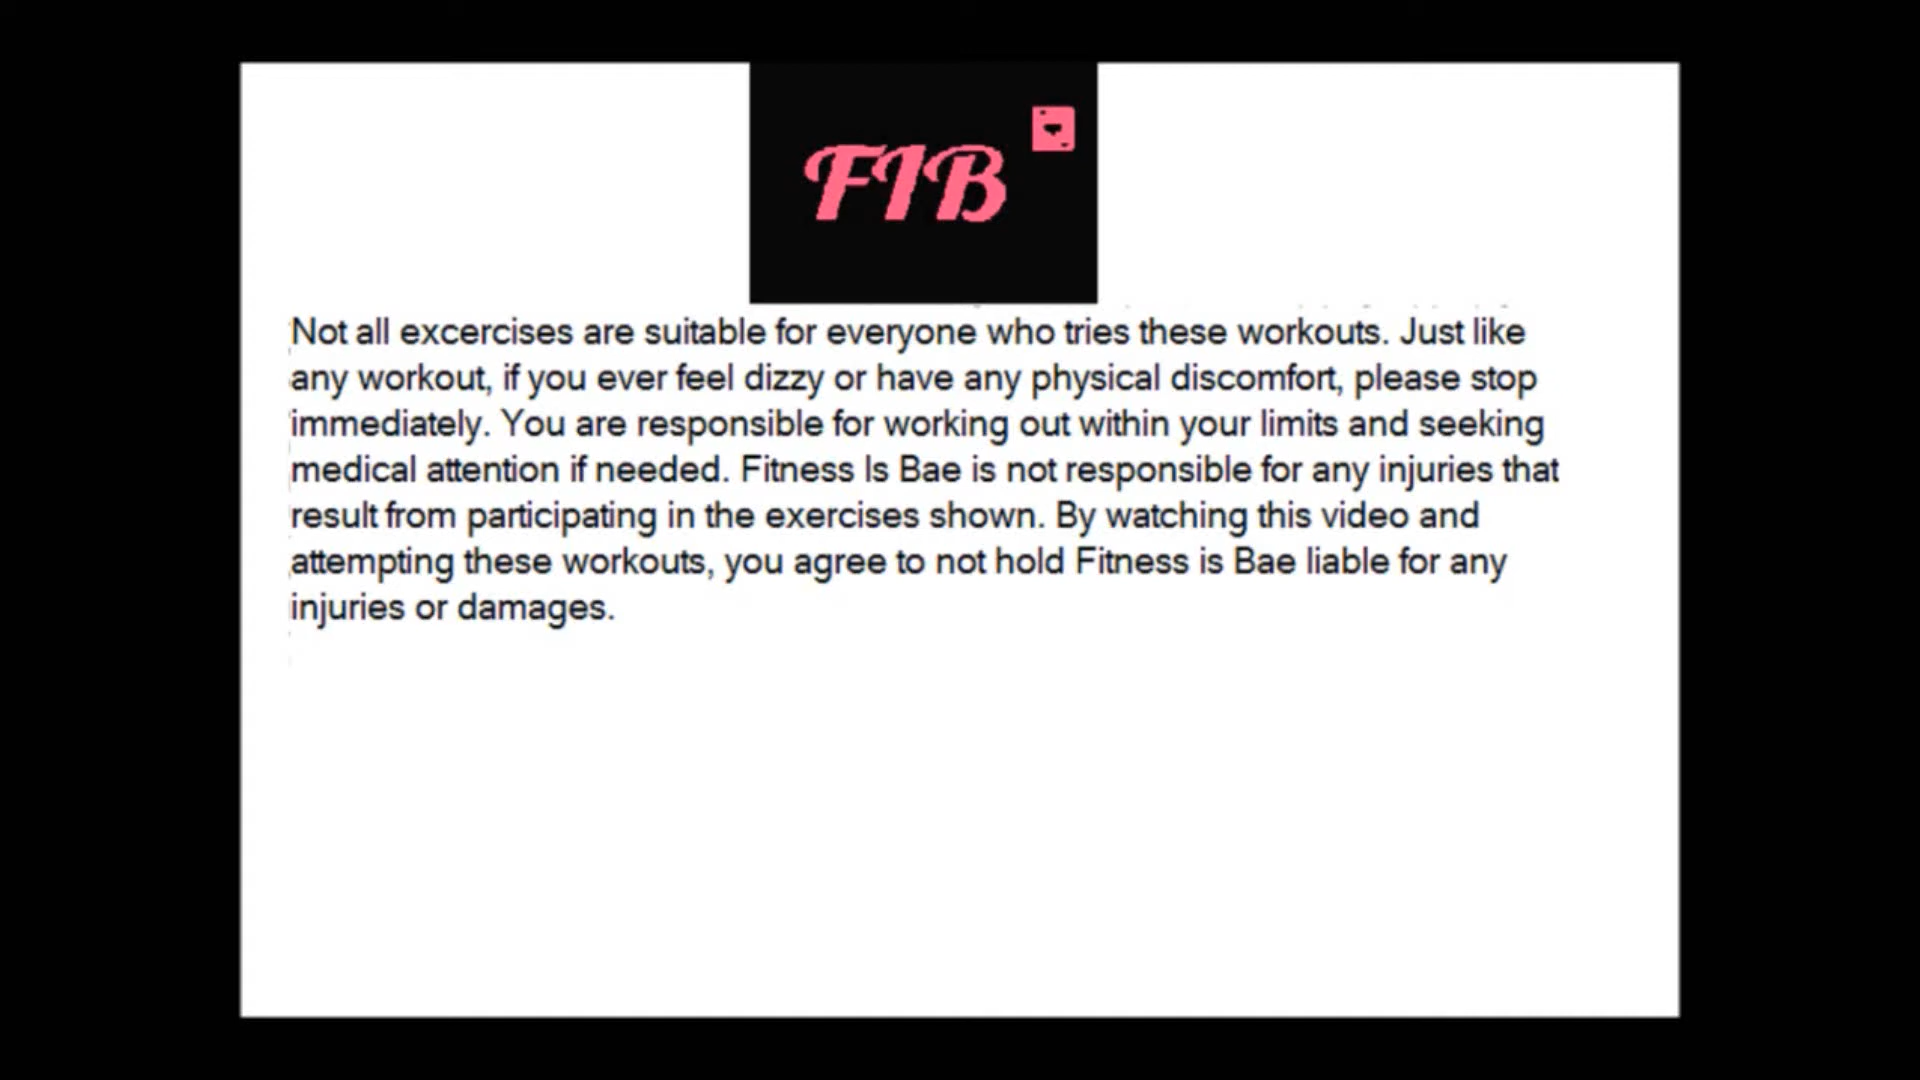 FIB
Not all excercises are suitable for everyone who tries these workouts. Just like
any workout, if you ever feel dizzy or have any physical discomfort, please stop
immediately. You are responsible for working out within your limits and seeking
medical attention if needed. Fitness Is Bae is not responsible for any injuries that
result from participating in the exercises shown. By watching this video and
attempting these workouts, you agree to not hold Fitness is Bae liable for any
injuries or damages.